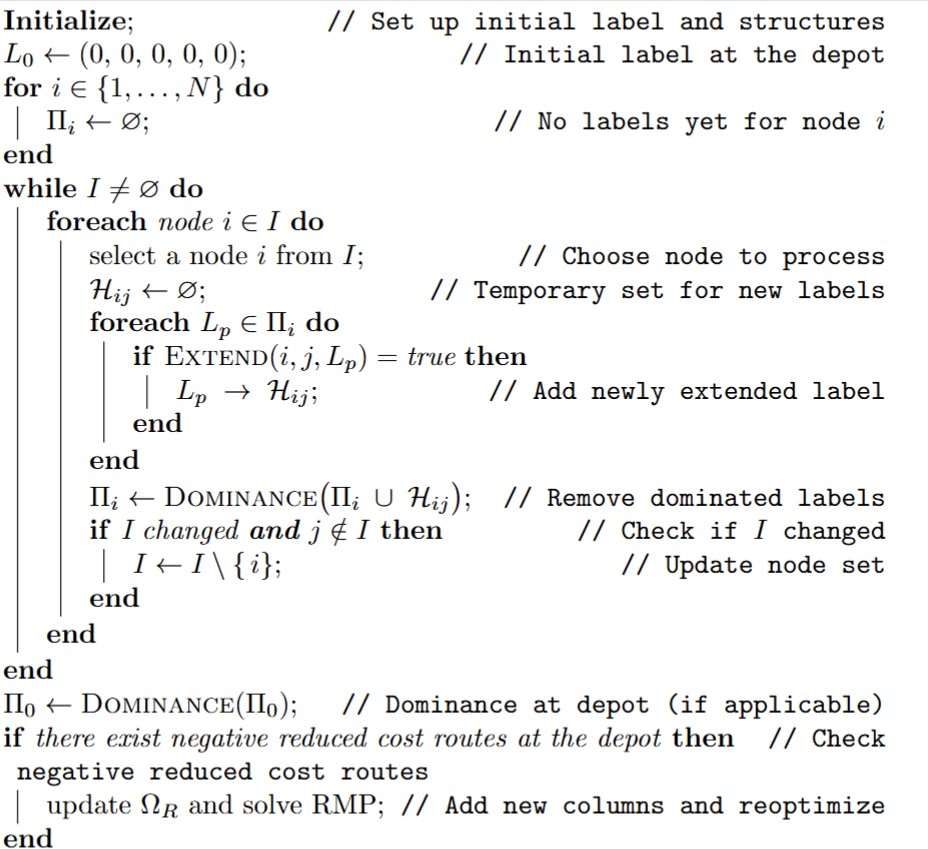 Initialize; // Set up initial label and structures
L₀ ← (0, 0, 0, 0, 0); // Initial label at the depot
for i ∈ {1, . . . , N} do
Πᵢ ← ∅; // No labels yet for node i
end
while I ≠ ∅ do
foreach node i ∈ I do
select a node i from I; // Choose node to process
ℋᵢⱼ ← ∅; // Temporary set for new labels
foreach Lₚ ∈ Πᵢ do
if EXTEND(i, j, Lₚ) = true then
Lₚ → ℋᵢⱼ; // Add newly extended label
end
end
Πᵢ ← DOMINANCE(Πᵢ ∪ ℋᵢⱼ); // Remove dominated labels
if I changed and j ∉ I then // Check if I changed
I ← I \ {i}; // Update node set
end
end
end
Π₀ ← DOMINANCE(Π₀); // Dominance at depot (if applicable)
if there exist negative reduced cost routes at the depot then // Check
negative reduced cost routes
update Ω_R and solve RMP; // Add new columns and reoptimize
end